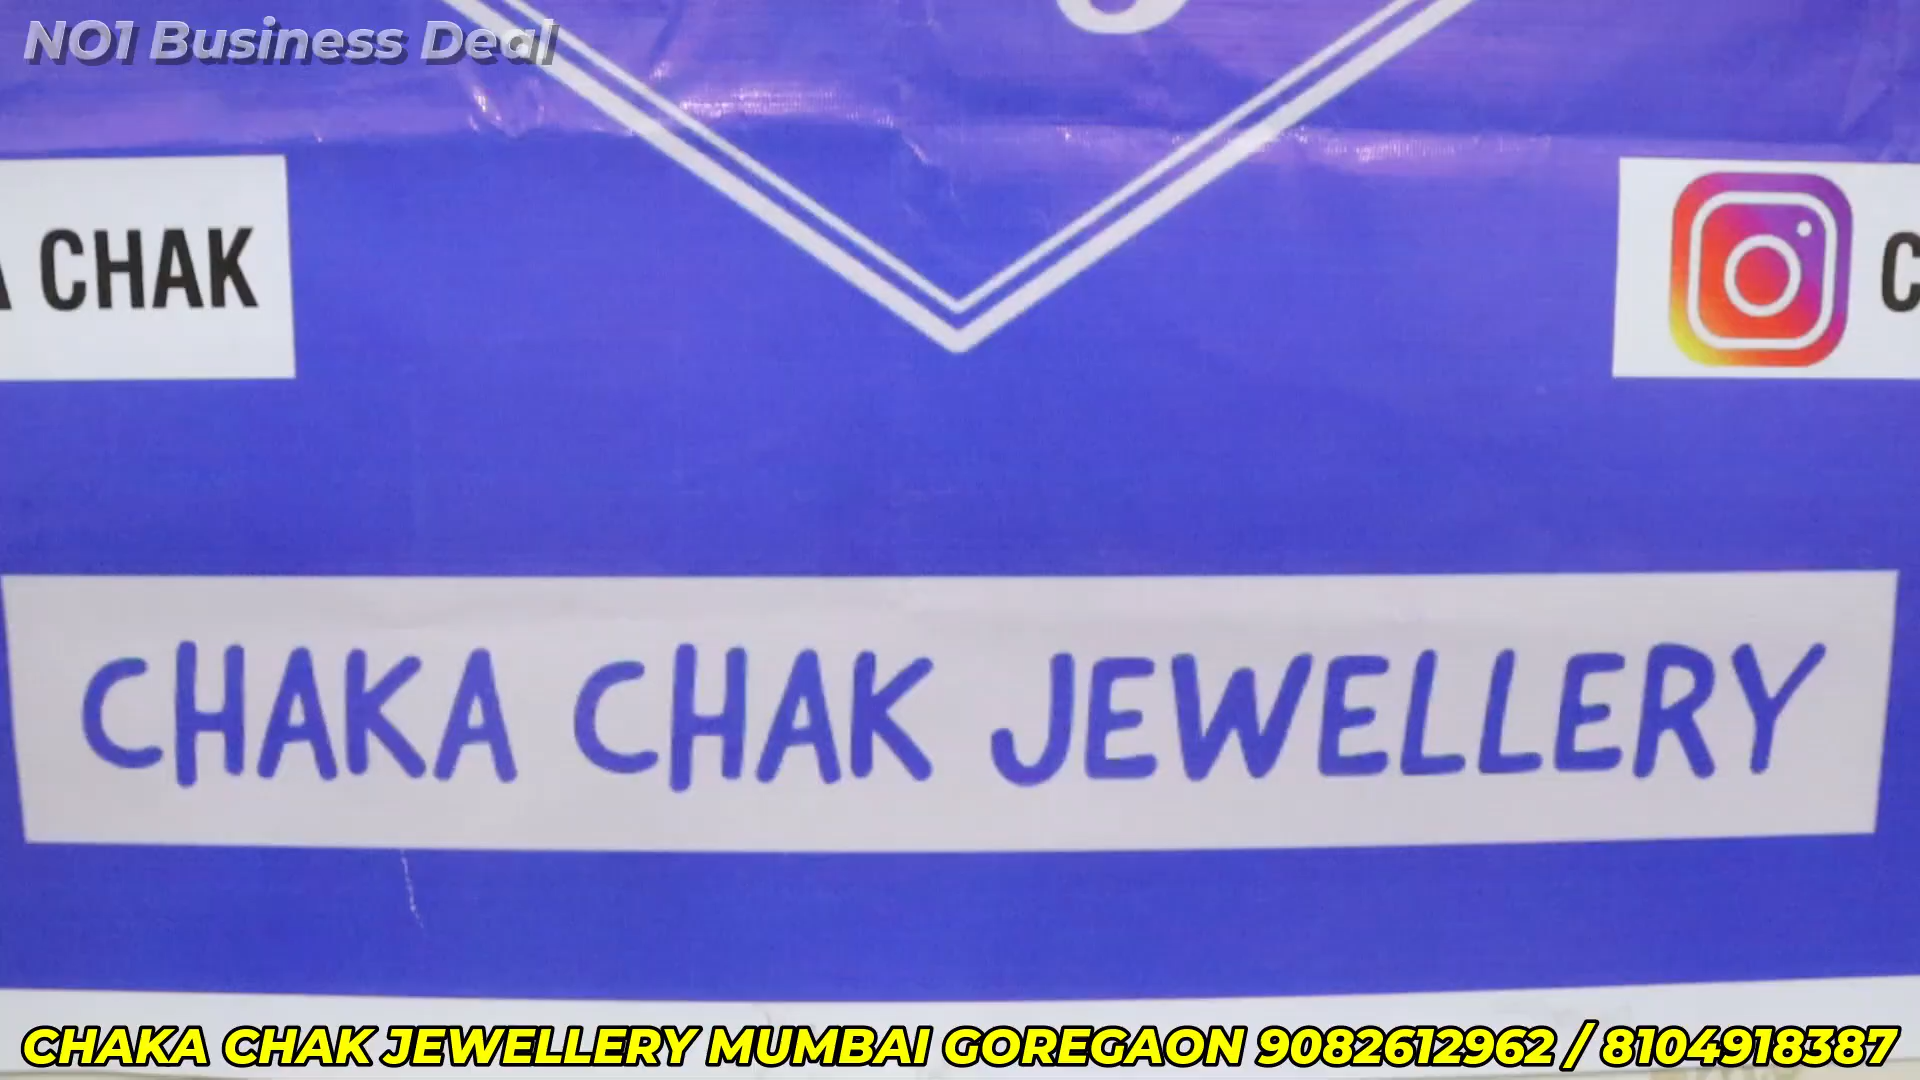 NO1 Business Deal
CHAK
CHAKA CHAK JEWELLERY
CHAKA CHAK JEWELLERY MUMBAI GOREGAON 9082612962 / 8104918387